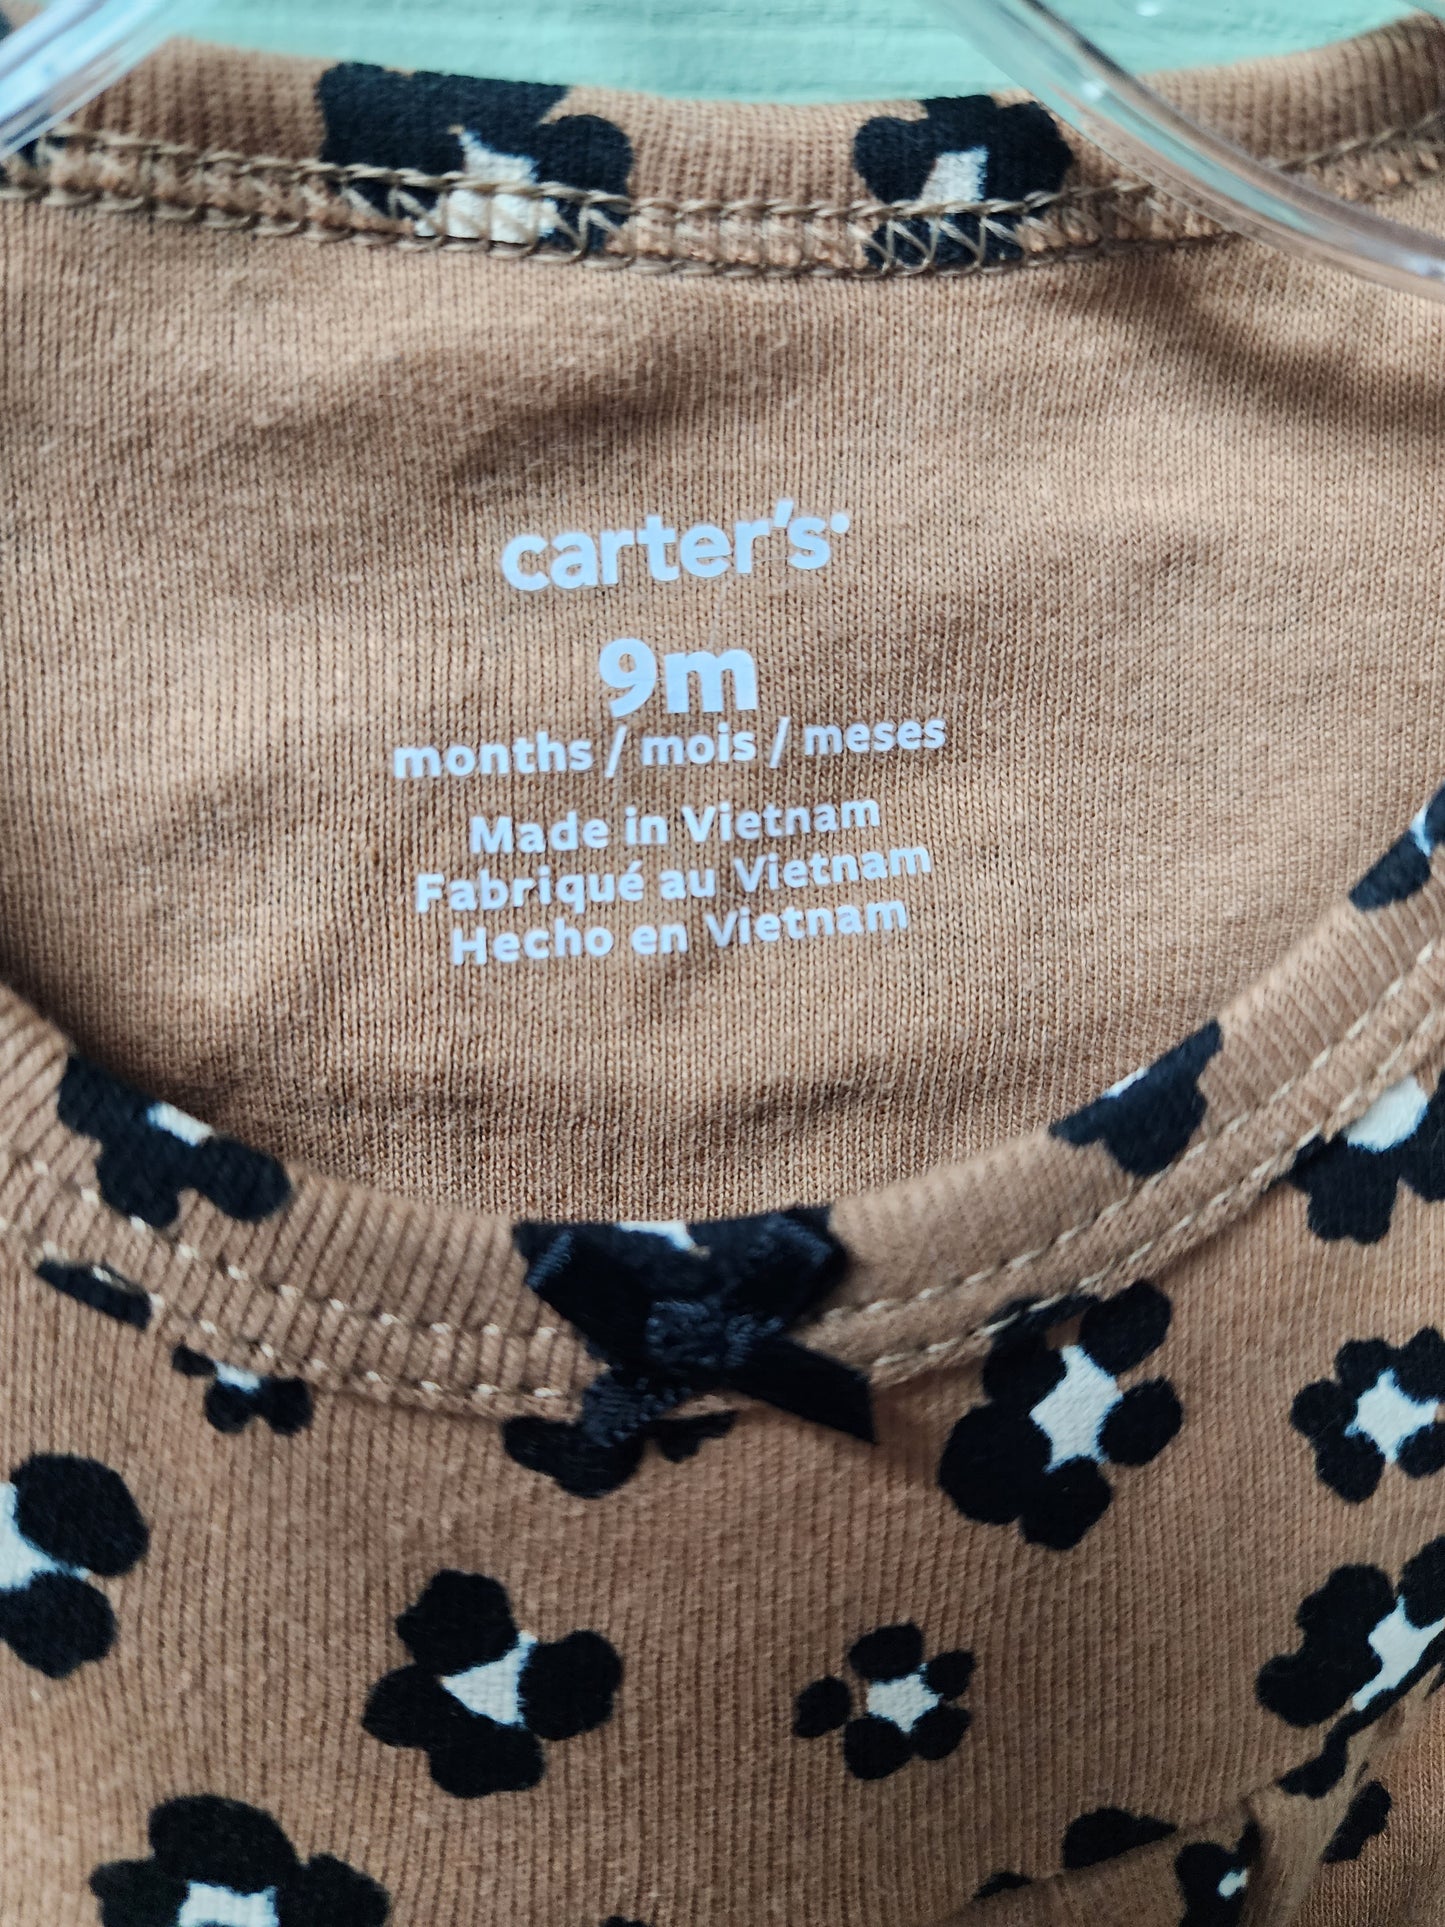 carter's
9m
months / mois / meses
Made in Vietnam
Fabriqué au Vietnam
Hecho en Vietnam